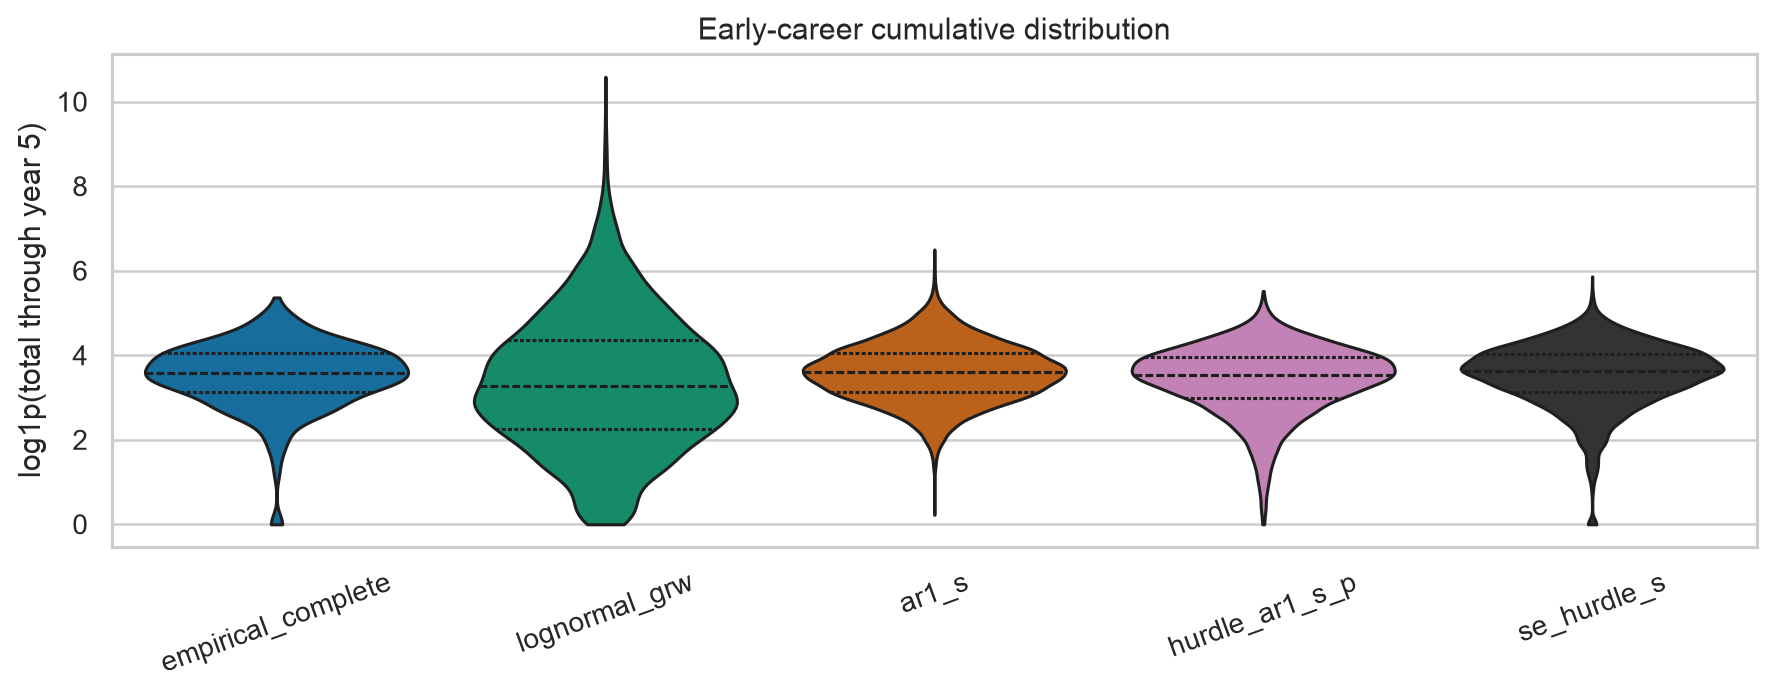 Early-career cumulative distribution
log1p(total through year 5)
10
8
6
4
2
0
empirical_complete
lognormal_grw
ar1_s
hurdle_ar1_s_p
se_hurdle_s